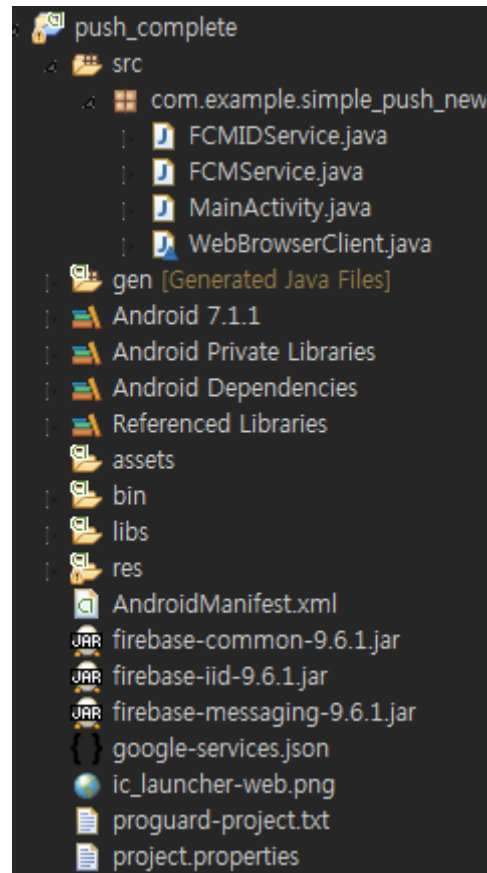 push_complete
src
com.example.simple_push_new
FCMIDService.java
FCMService.java
MainActivity.java
WebBrowserClient.java
gen [Generated Java Files]
Android 7.1.1
Android Private Libraries
Android Dependencies
Referenced Libraries
assets
bin
libs
res
AndroidManifest.xml
firebase-common-9.6.1.jar
firebase-iid-9.6.1.jar
firebase-messaging-9.6.1.jar
google-services.json
ic_launcher-web.png
proguard-project.txt
project.properties